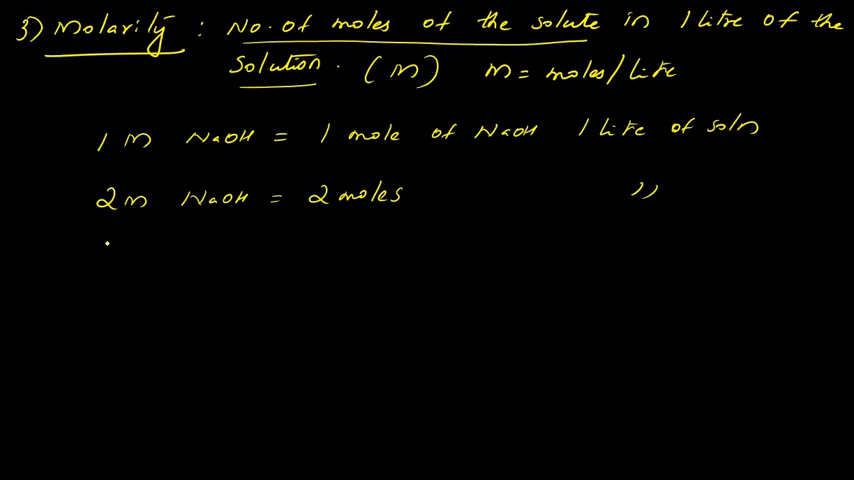 3) Molarity : No. of moles of the solute in 1 litre of the
solution. (M) M = moles/litre
1 M NaOH = 1 mole of NaOH 1 litre of soln
2 M NaOH = 2 moles ,,